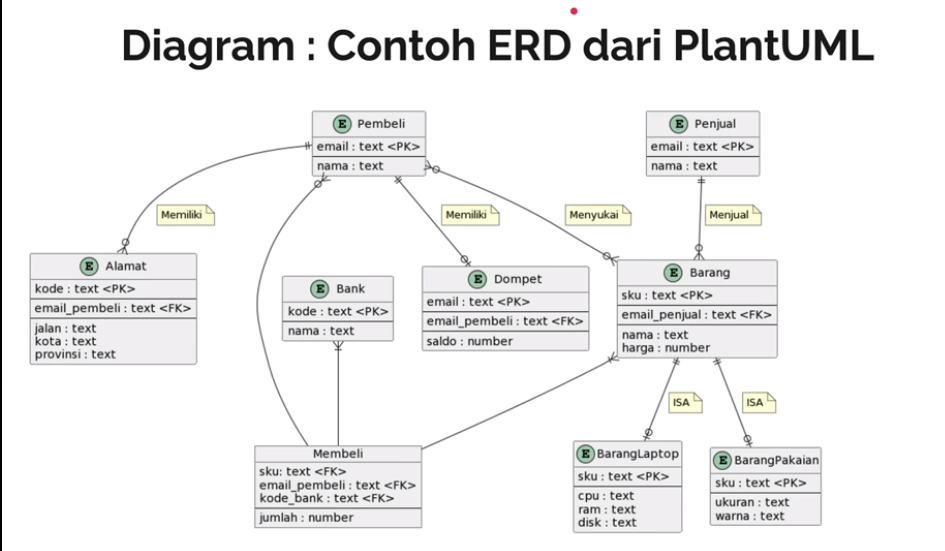 Diagram : Contoh ERD dari PlantUML
E Pembeli
email : text <PK>
nama : text
E Penjual
email : text <PK>
nama : text
Memiliki
Memiliki
Menyukai
Menjual
E Alamat
kode : text <PK>
email_pembeli : text <FK>
jalan : text
kota : text
provinsi : text
E Bank
kode : text <PK>
nama : text
E Dompet
email : text <PK>
email_pembeli : text <FK>
saldo : number
E Barang
sku : text <PK>
email_penjual : text <FK>
nama : text
harga : number
ISA
ISA
Membeli
sku: text <FK>
email_pembeli : text <FK>
kode_bank : text <FK>
jumlah : number
E BarangLaptop
sku : text <PK>
cpu : text
ram : text
disk : text
E BarangPakaian
sku : text <PK>
ukuran : text
warna : text